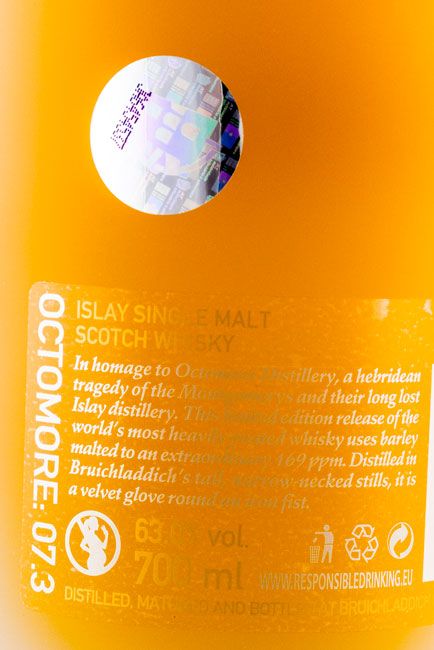 ISLAY SINGLE MALT
SCOTCH WHISKY
In homage to Octomore Distillery, a hebridean
tragedy of the Montgomerys and their long lost
Islay distillery. This limited edition release of the
world's most heavily peated whisky uses barley
malted to an extraordinary 169 ppm. Distilled in
Bruichladdich's tall, narrow-necked stills, it is
a velvet glove round an iron fist.
OCTOMORE: 07.3
63.0% vol.
700 ml
WWW.RESPONSIBLEDRINKING.EU
DISTILLED, MATURED AND BOTTLED AT BRUICHLADDICH